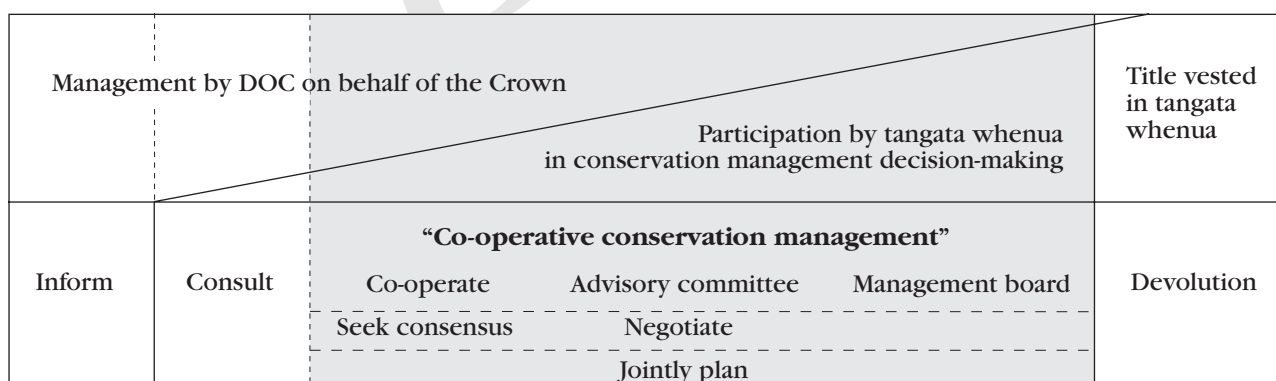 Management by DOC on behalf of the Crown
Participation by tangata whenua
in conservation management decision-making
Title vested
in tangata
whenua
“Co-operative conservation management”
Inform
Consult
Co-operate
Advisory committee
Management board
Devolution
Seek consensus
Negotiate
Jointly plan